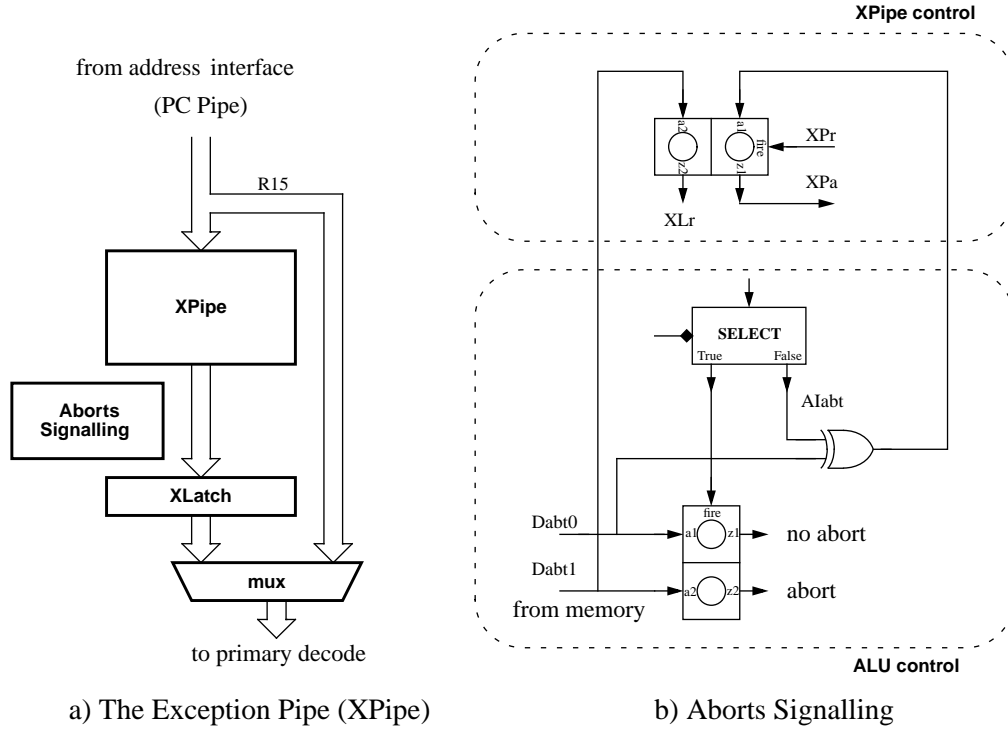 from address interface
(PC Pipe)
R15
XPipe
Aborts
Signalling
XLatch
mux
to primary decode
a) The Exception Pipe (XPipe)
XPipe control
a2
z2
a1
z1
fire
XPr
XPa
XLr
SELECT
True
False
AIabt
Dabt0
Dabt1
from memory
fire
a1
z1
a2
z2
no abort
abort
ALU control
b) Aborts Signalling